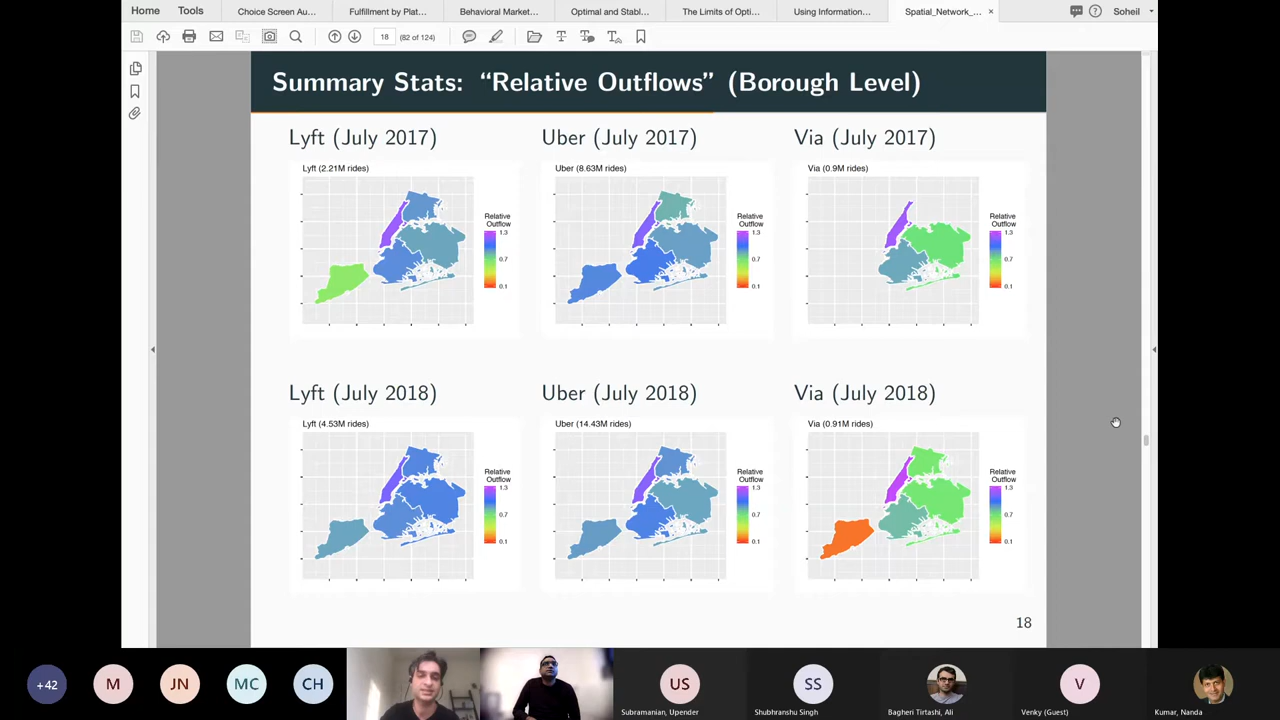 Home Tools Choice Screen Au... Fulfillment by Plat... Behavioral Market... Optimal and Stabl... The Limits of Opti... Using Information... Spatial_Network_... × Soheil
18 (82 of 124)
Summary Stats: “Relative Outflows” (Borough Level)
Lyft (July 2017) Uber (July 2017) Via (July 2017)
Lyft (2.21M rides) Uber (8.63M rides) Via (0.9M rides)
Relative Outflow 1.3 0.7 0.1
Relative Outflow 1.3 0.7 0.1
Relative Outflow 1.3 0.7 0.1
Lyft (July 2018) Uber (July 2018) Via (July 2018)
Lyft (4.53M rides) Uber (14.43M rides) Via (0.91M rides)
Relative Outflow 1.3 0.7 0.1
Relative Outflow 1.3 0.7 0.1
Relative Outflow 1.3 0.7 0.1
18
+42 M JN MC CH US SS V
Subramanian, Upender Shubhranshu Singh Bagheri Tirtashi, Ali Venky (Guest) Kumar, Nanda